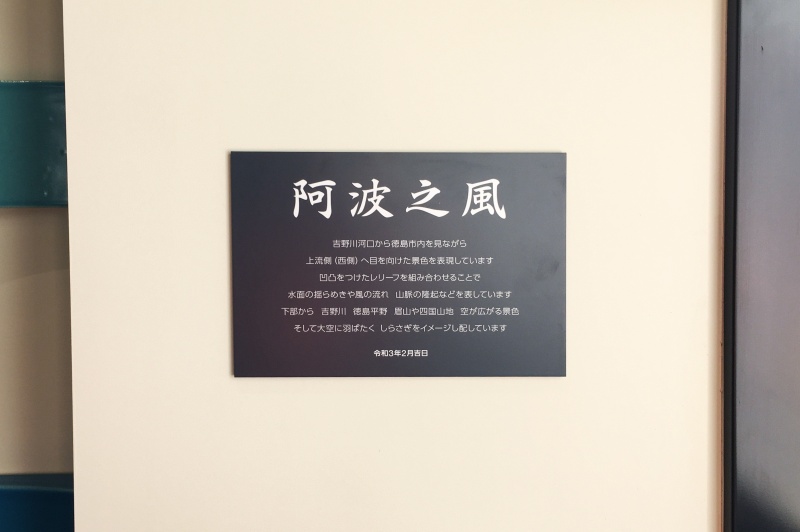 阿波之風
吉野川河口から徳島市内を見ながら
上流側（西側）へ目を向けた景色を表現しています
凹凸をつけたレリーフを組み合わせることで
水面の揺らめきや風の流れ　山脈の隆起などを表しています
下部から　吉野川　徳島平野　眉山や四国山地　空が広がる景色
そして大空に羽ばたく しらさぎをイメージし配しています
令和3年2月吉日